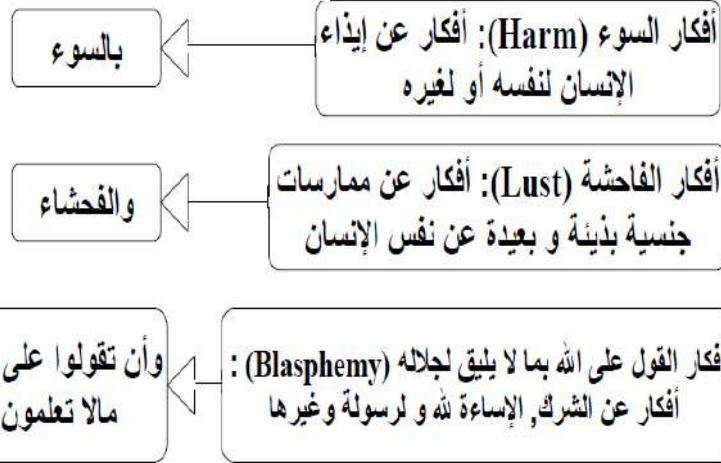 أفكار السوء (Harm): أفكار عن إيذاء
الإنسان لنفسه أو لغيره
بالسوء
أفكار الفاحشة (Lust): أفكار عن ممارسات
جنسية بذيئة و بعيدة عن نفس الإنسان
والفحشاء
فكار القول على الله بما لا يليق لجلاله (Blasphemy) :
أفكار عن الشرك, الإساءة لله و لرسولة وغيرها
وأن تقولوا على
مالا تعلمون